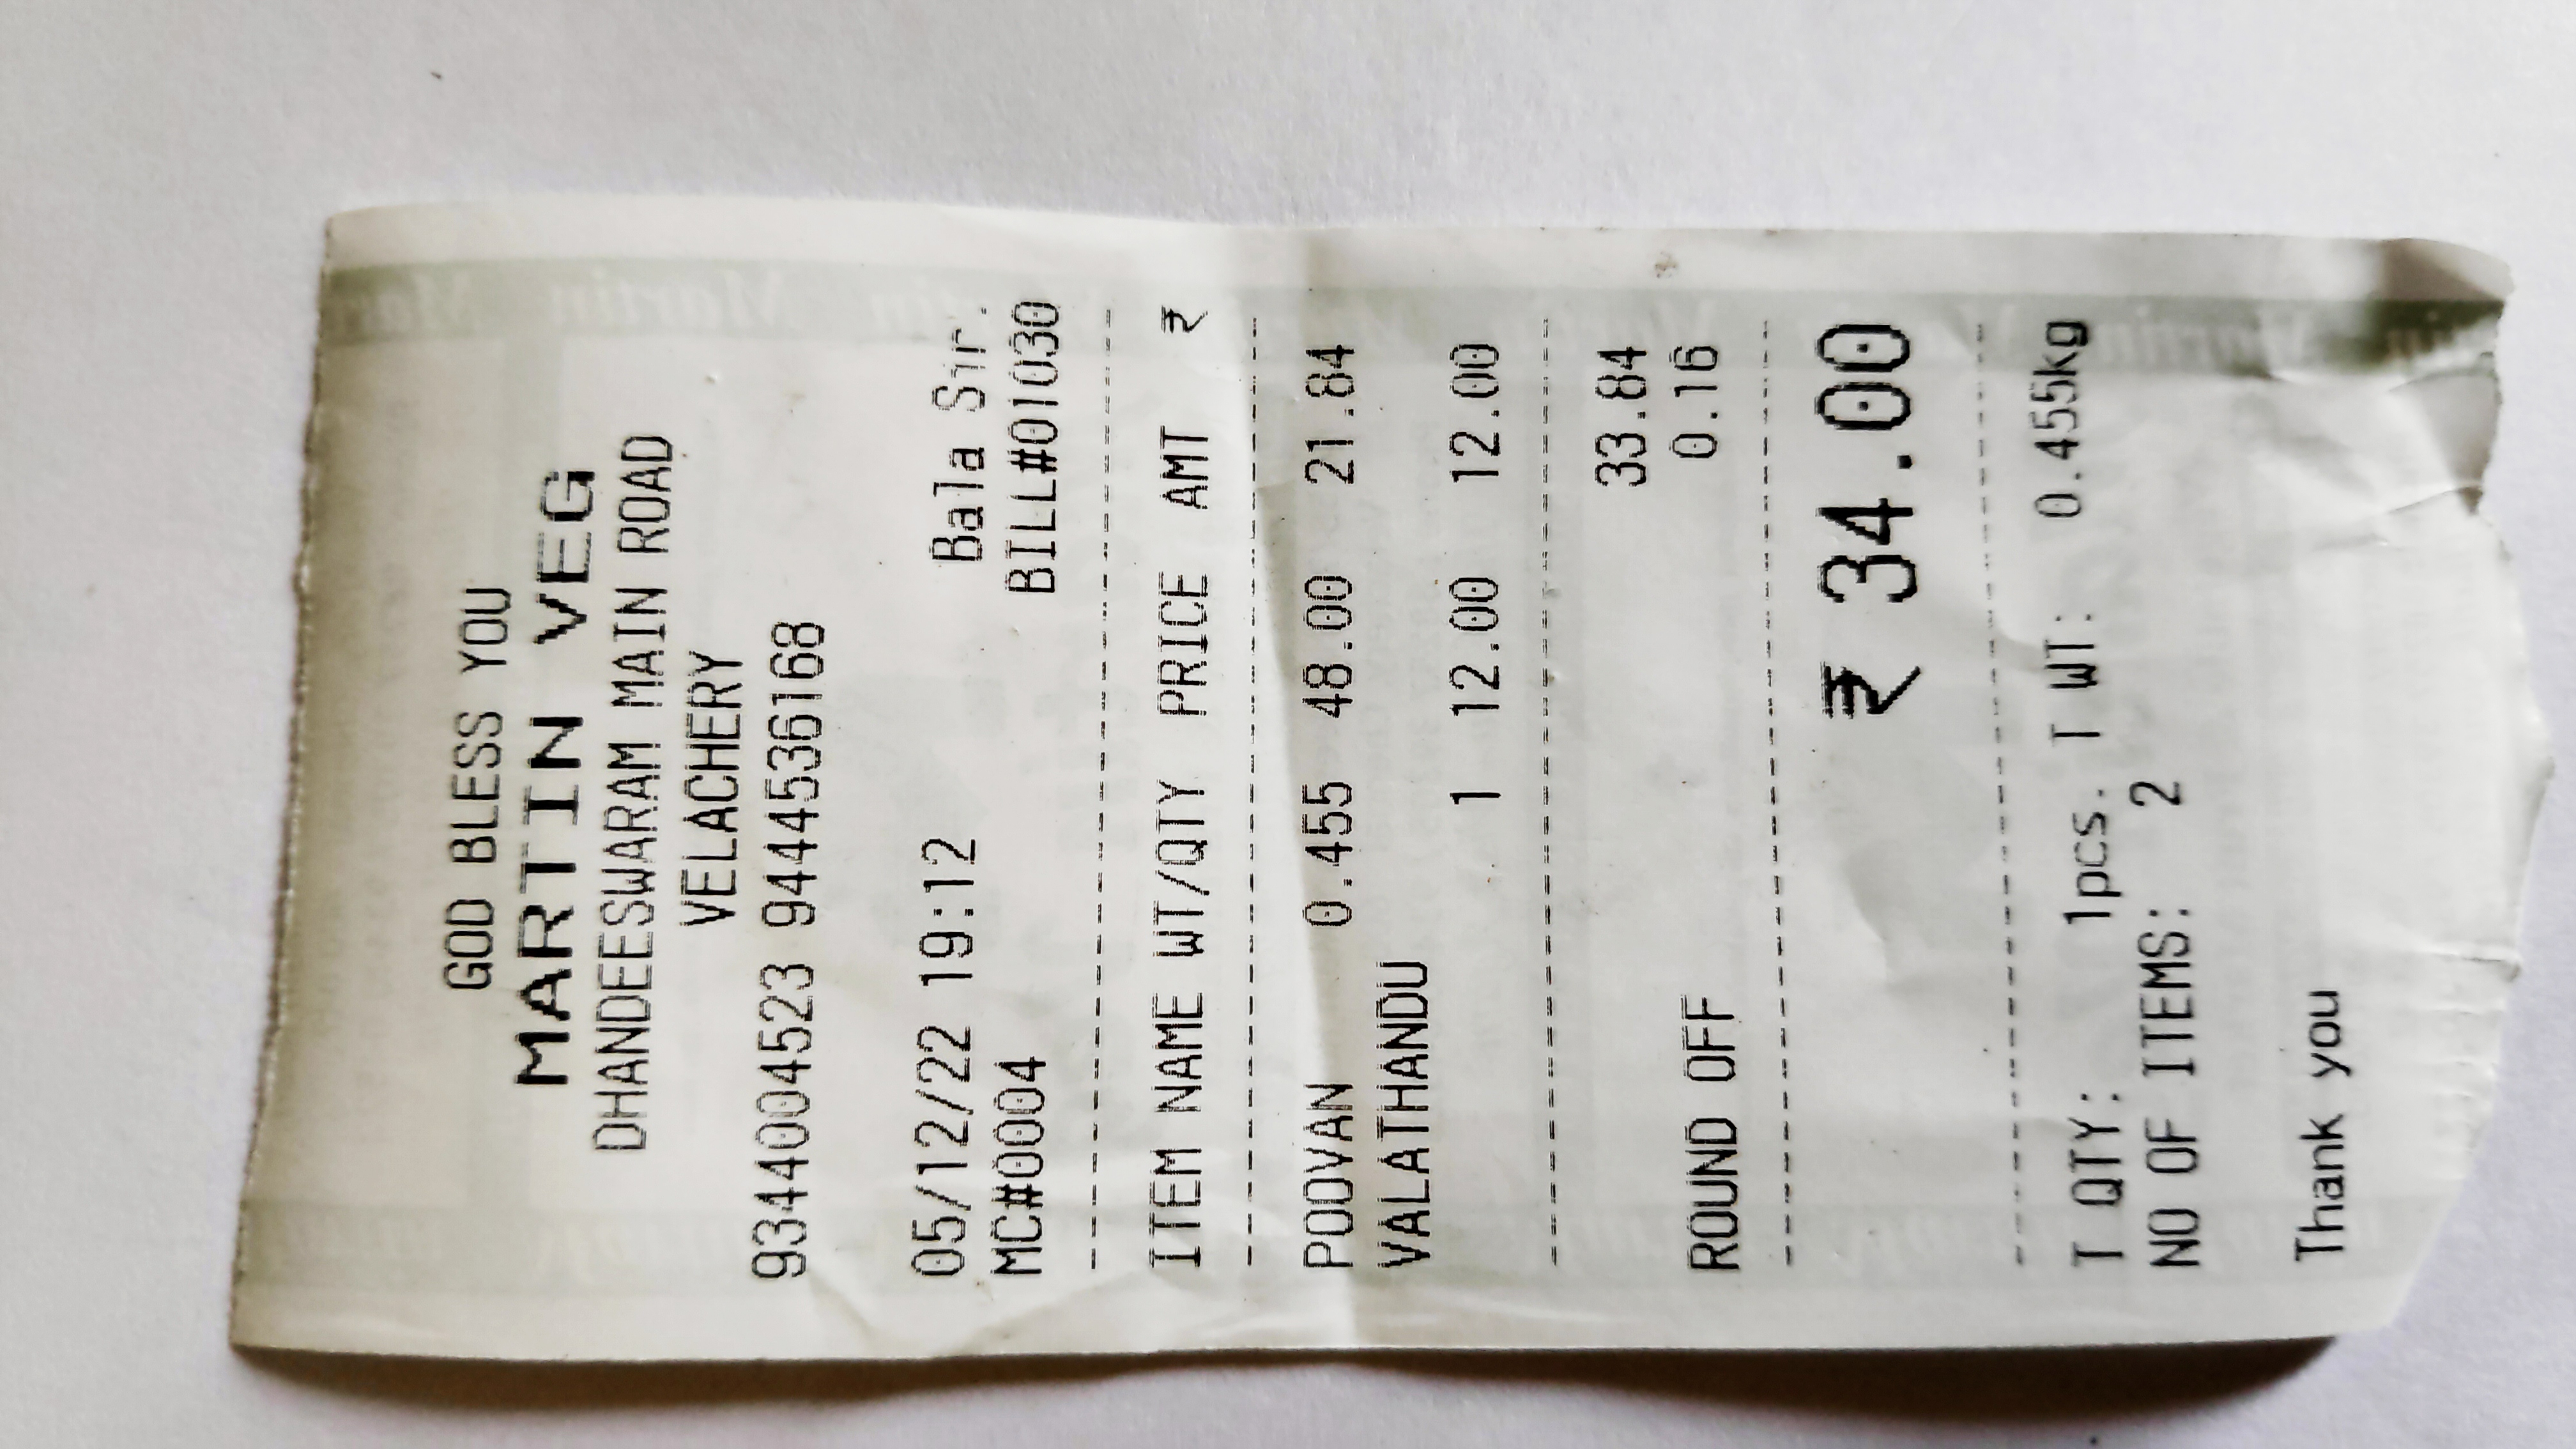 GOD BLESS YOU
MARTIN VEG
DHANDEESWARAM MAIN ROAD
VELACHERY
9344004523 9444536168
05/12/22 19:12 Bala Sir.
MC#0004 BILL#01030
ITEM NAME WT/QTY PRICE AMT ₹
POOVAN 0.455 48.00 21.84
VALATHANDU
1 12.00 12.00
33.84
ROUND OFF 0.16
₹ 34.00
T QTY: 1pcs. T WT: 0.455kg
NO OF ITEMS: 2
Thank you